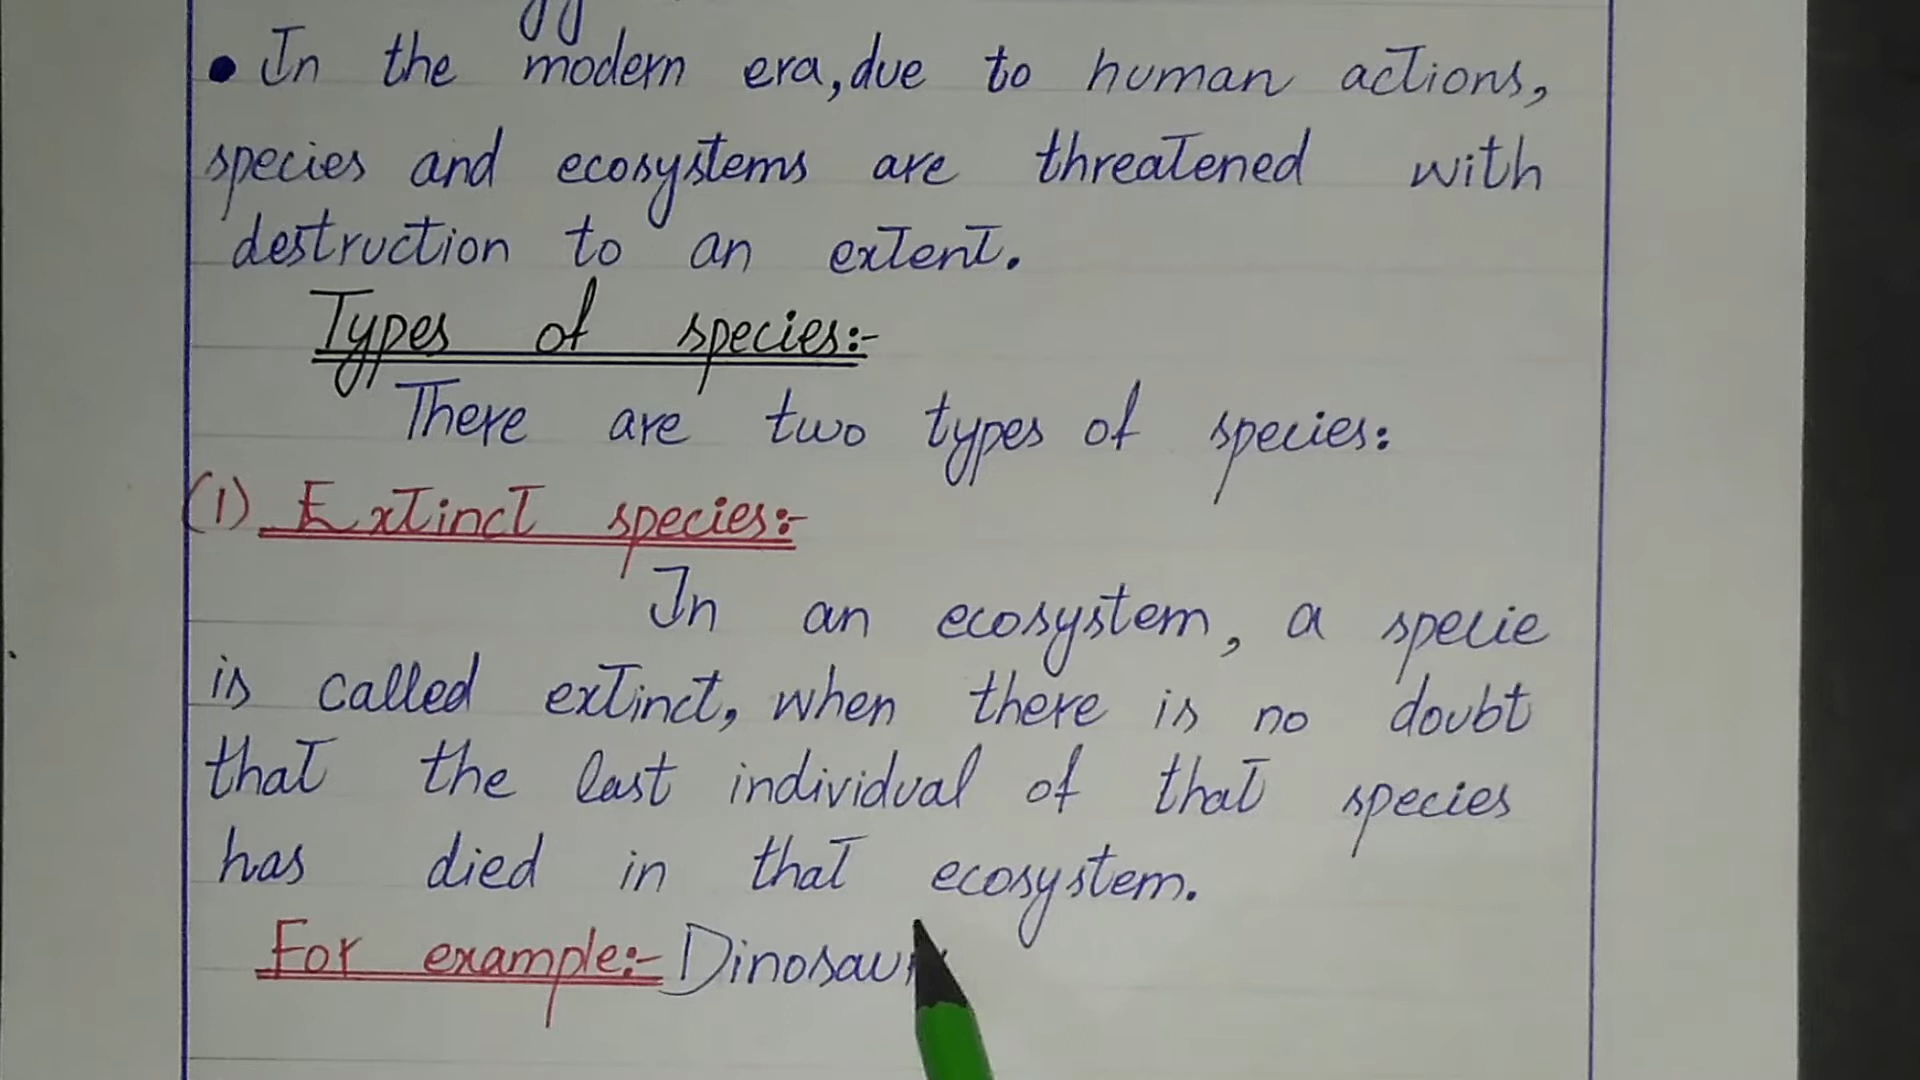 • In the modern era, due to human actions,
species and ecosystems are threatened with
destruction to an extent.
Types of species:-
There are two types of species:
(1) Extinct species:-
In an ecosystem, a specie
is called extinct, when there is no doubt
that the last individual of that species
has died in that ecosystem.
For example:- Dinosaur